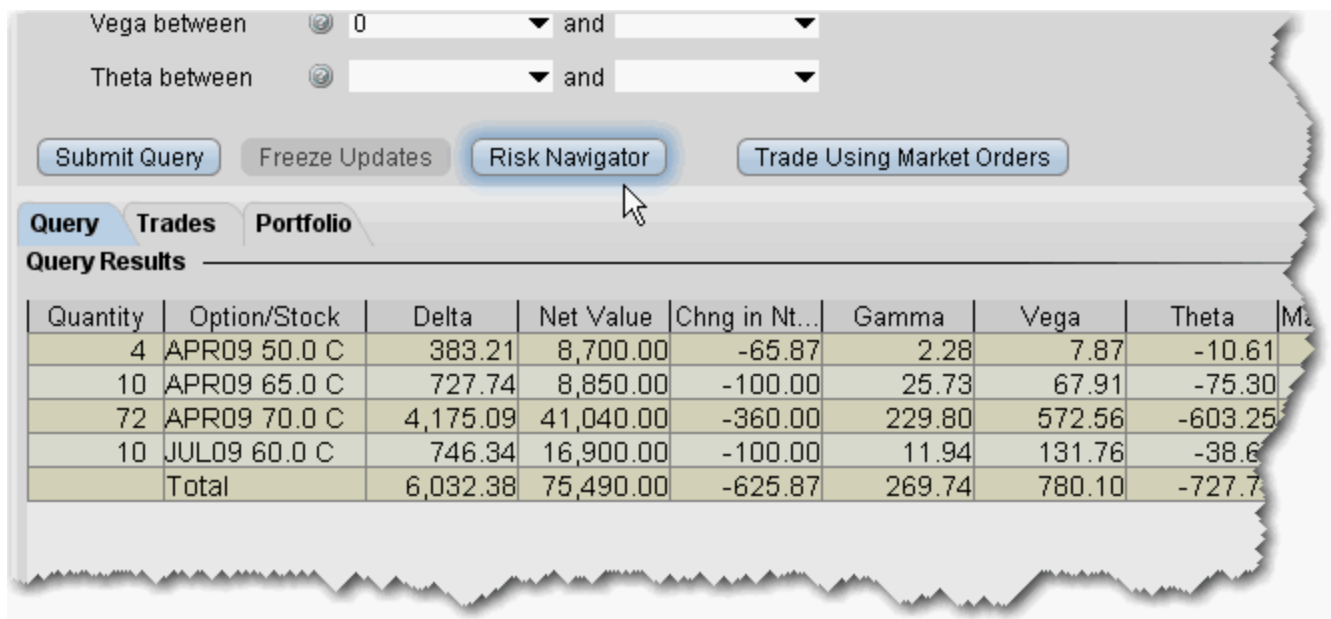 Vega between ? 0 and
Theta between ? and
Submit Query Freeze Updates Risk Navigator Trade Using Market Orders
Query Trades Portfolio
Query Results
Quantity Option/Stock Delta Net Value Chng in Nt... Gamma Vega Theta
4 APR09 50.0 C 383.21 8,700.00 -65.87 2.28 7.87 -10.61
10 APR09 65.0 C 727.74 8,850.00 -100.00 25.73 67.91 -75.30
72 APR09 70.0 C 4,175.09 41,040.00 -360.00 229.80 572.56 -603.25
10 JUL09 60.0 C 746.34 16,900.00 -100.00 11.94 131.76
Total 6,032.38 75,490.00 -625.87 269.74 780.10